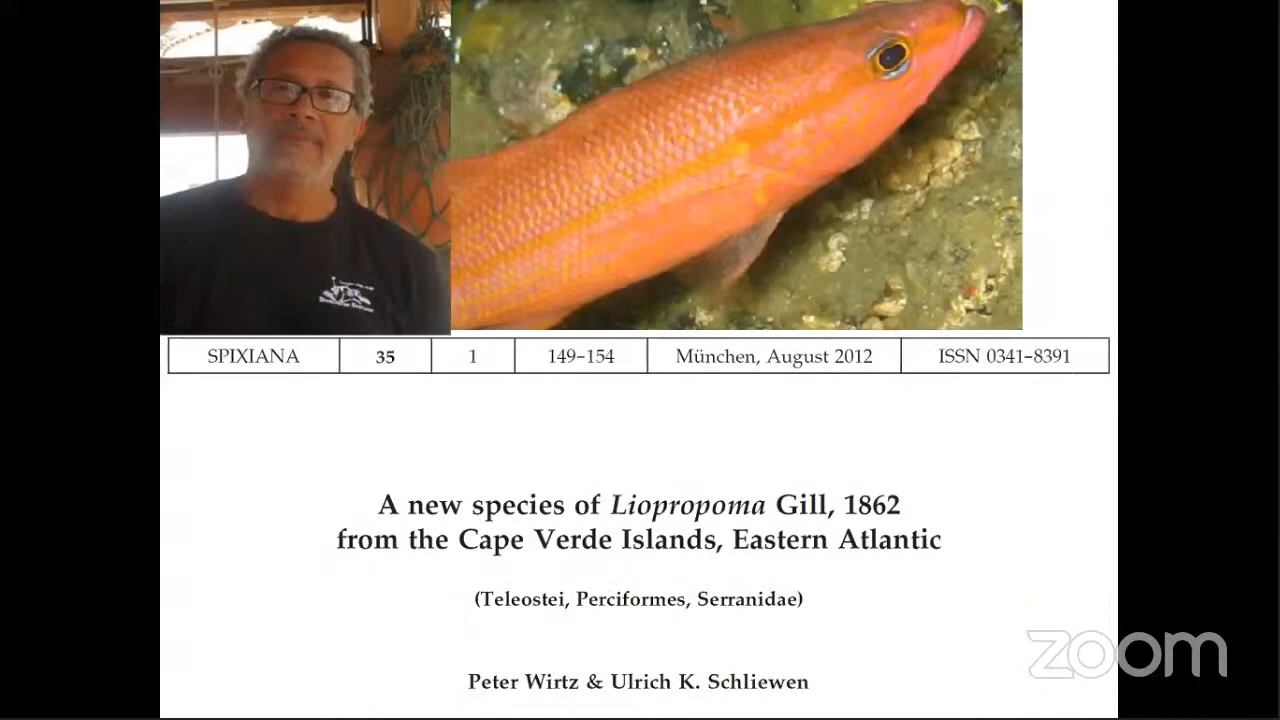 SPIXIANA 35 1 149–154 München, August 2012 ISSN 0341–8391
A new species of Liopropoma Gill, 1862
from the Cape Verde Islands, Eastern Atlantic
(Teleostei, Perciformes, Serranidae)
Peter Wirtz & Ulrich K. Schliewen
zoom